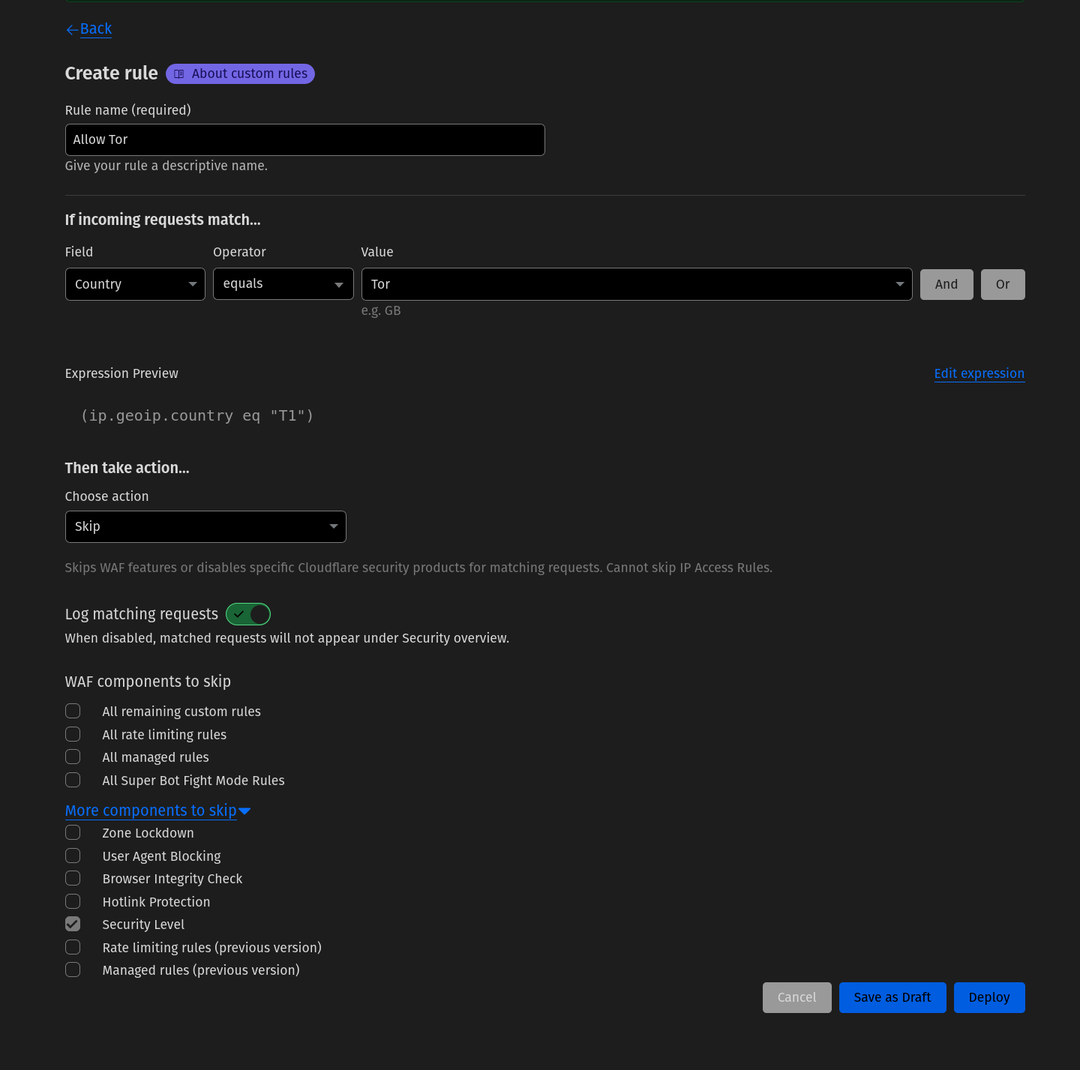 ←Back
Create rule About custom rules
Rule name (required)
Allow Tor
Give your rule a descriptive name.
If incoming requests match...
Field Operator Value
Country equals Tor And Or
e.g. GB
Expression Preview Edit expression
(ip.geoip.country eq "T1")
Then take action...
Choose action
Skip
Skips WAF features or disables specific Cloudflare security products for matching requests. Cannot skip IP Access Rules.
Log matching requests
When disabled, matched requests will not appear under Security overview.
WAF components to skip
All remaining custom rules
All rate limiting rules
All managed rules
All Super Bot Fight Mode Rules
More components to skip
Zone Lockdown
User Agent Blocking
Browser Integrity Check
Hotlink Protection
Security Level
Rate limiting rules (previous version)
Managed rules (previous version)
Cancel Save as Draft Deploy